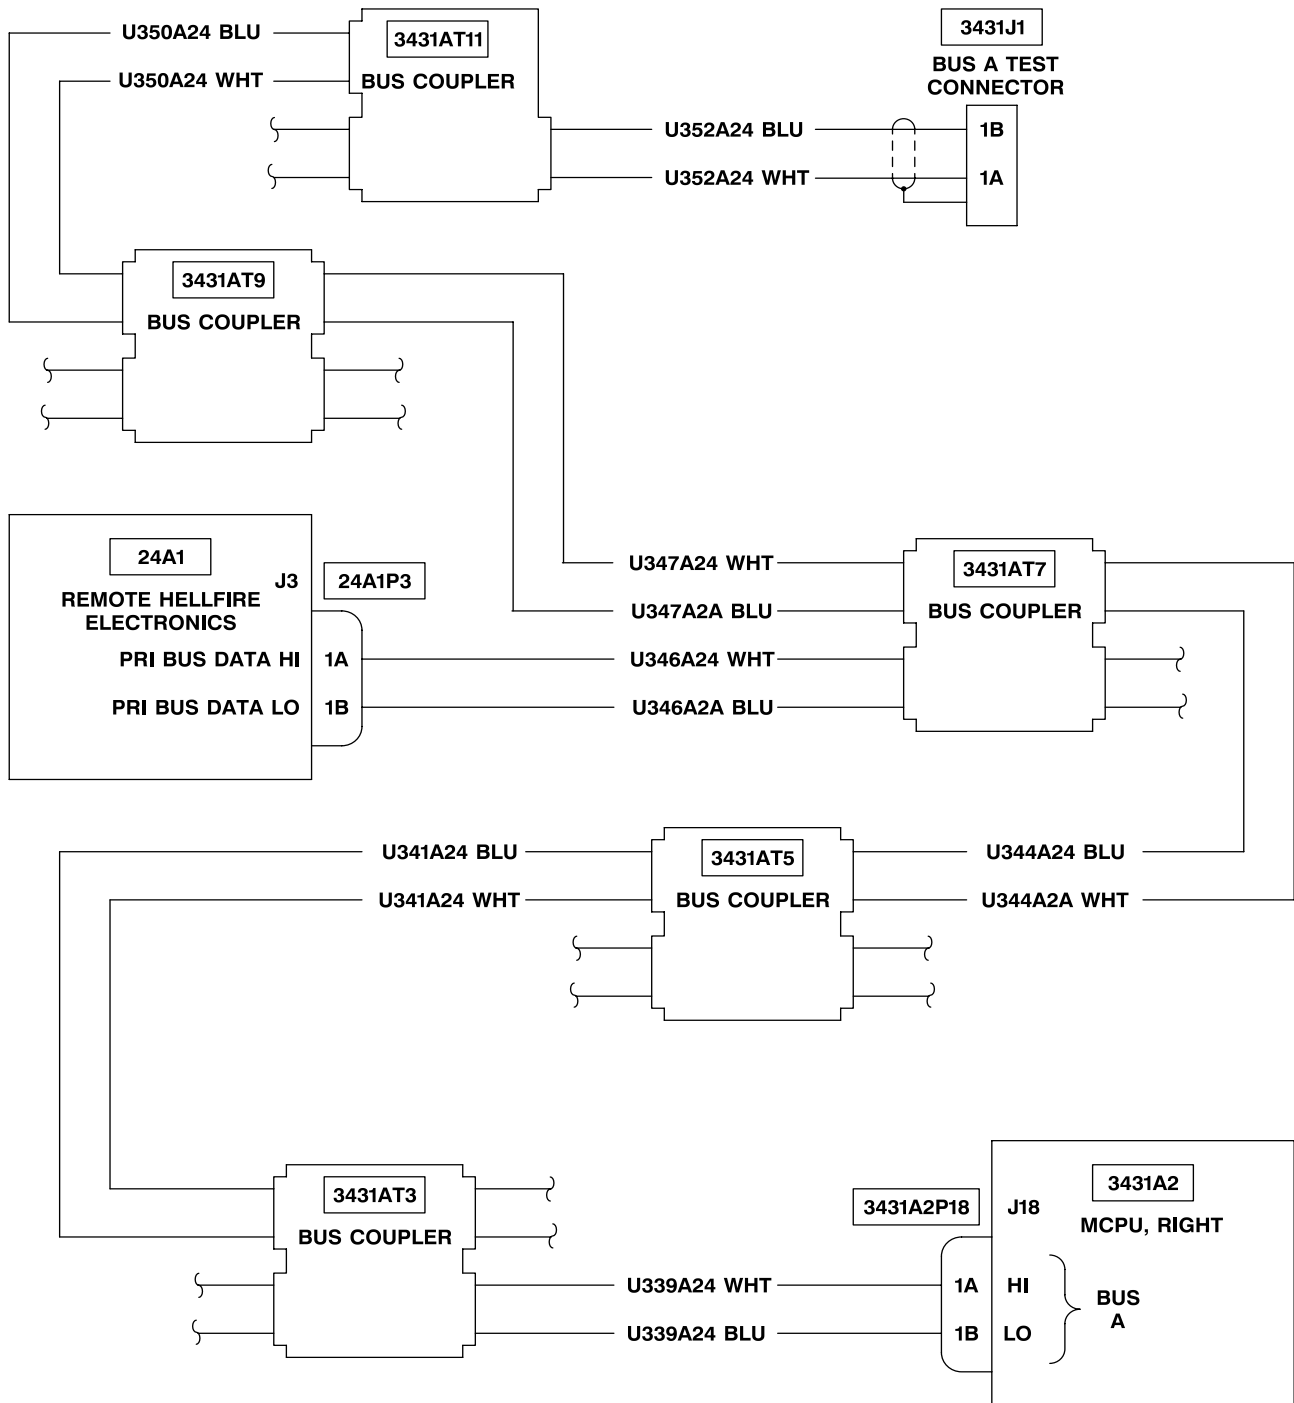 U350A24 BLU
3431AT11
3431J1
U350A24 WHT
BUS COUPLER
BUS A TEST
CONNECTOR
U352A24 BLU
1B
U352A24 WHT
1A
3431AT9
BUS COUPLER
24A1
J3
24A1P3
REMOTE HELLFIRE
ELECTRONICS
PRI BUS DATA HI
1A
PRI BUS DATA LO
1B
U347A24 WHT
3431AT7
U347A2A BLU
BUS COUPLER
U346A24 WHT
U346A2A BLU
U341A24 BLU
3431AT5
U344A24 BLU
U341A24 WHT
BUS COUPLER
U344A2A WHT
3431AT3
BUS COUPLER
3431A2P18
J18
3431A2
MCPU, RIGHT
U339A24 WHT
1A
HI
BUS
A
U339A24 BLU
1B
LO